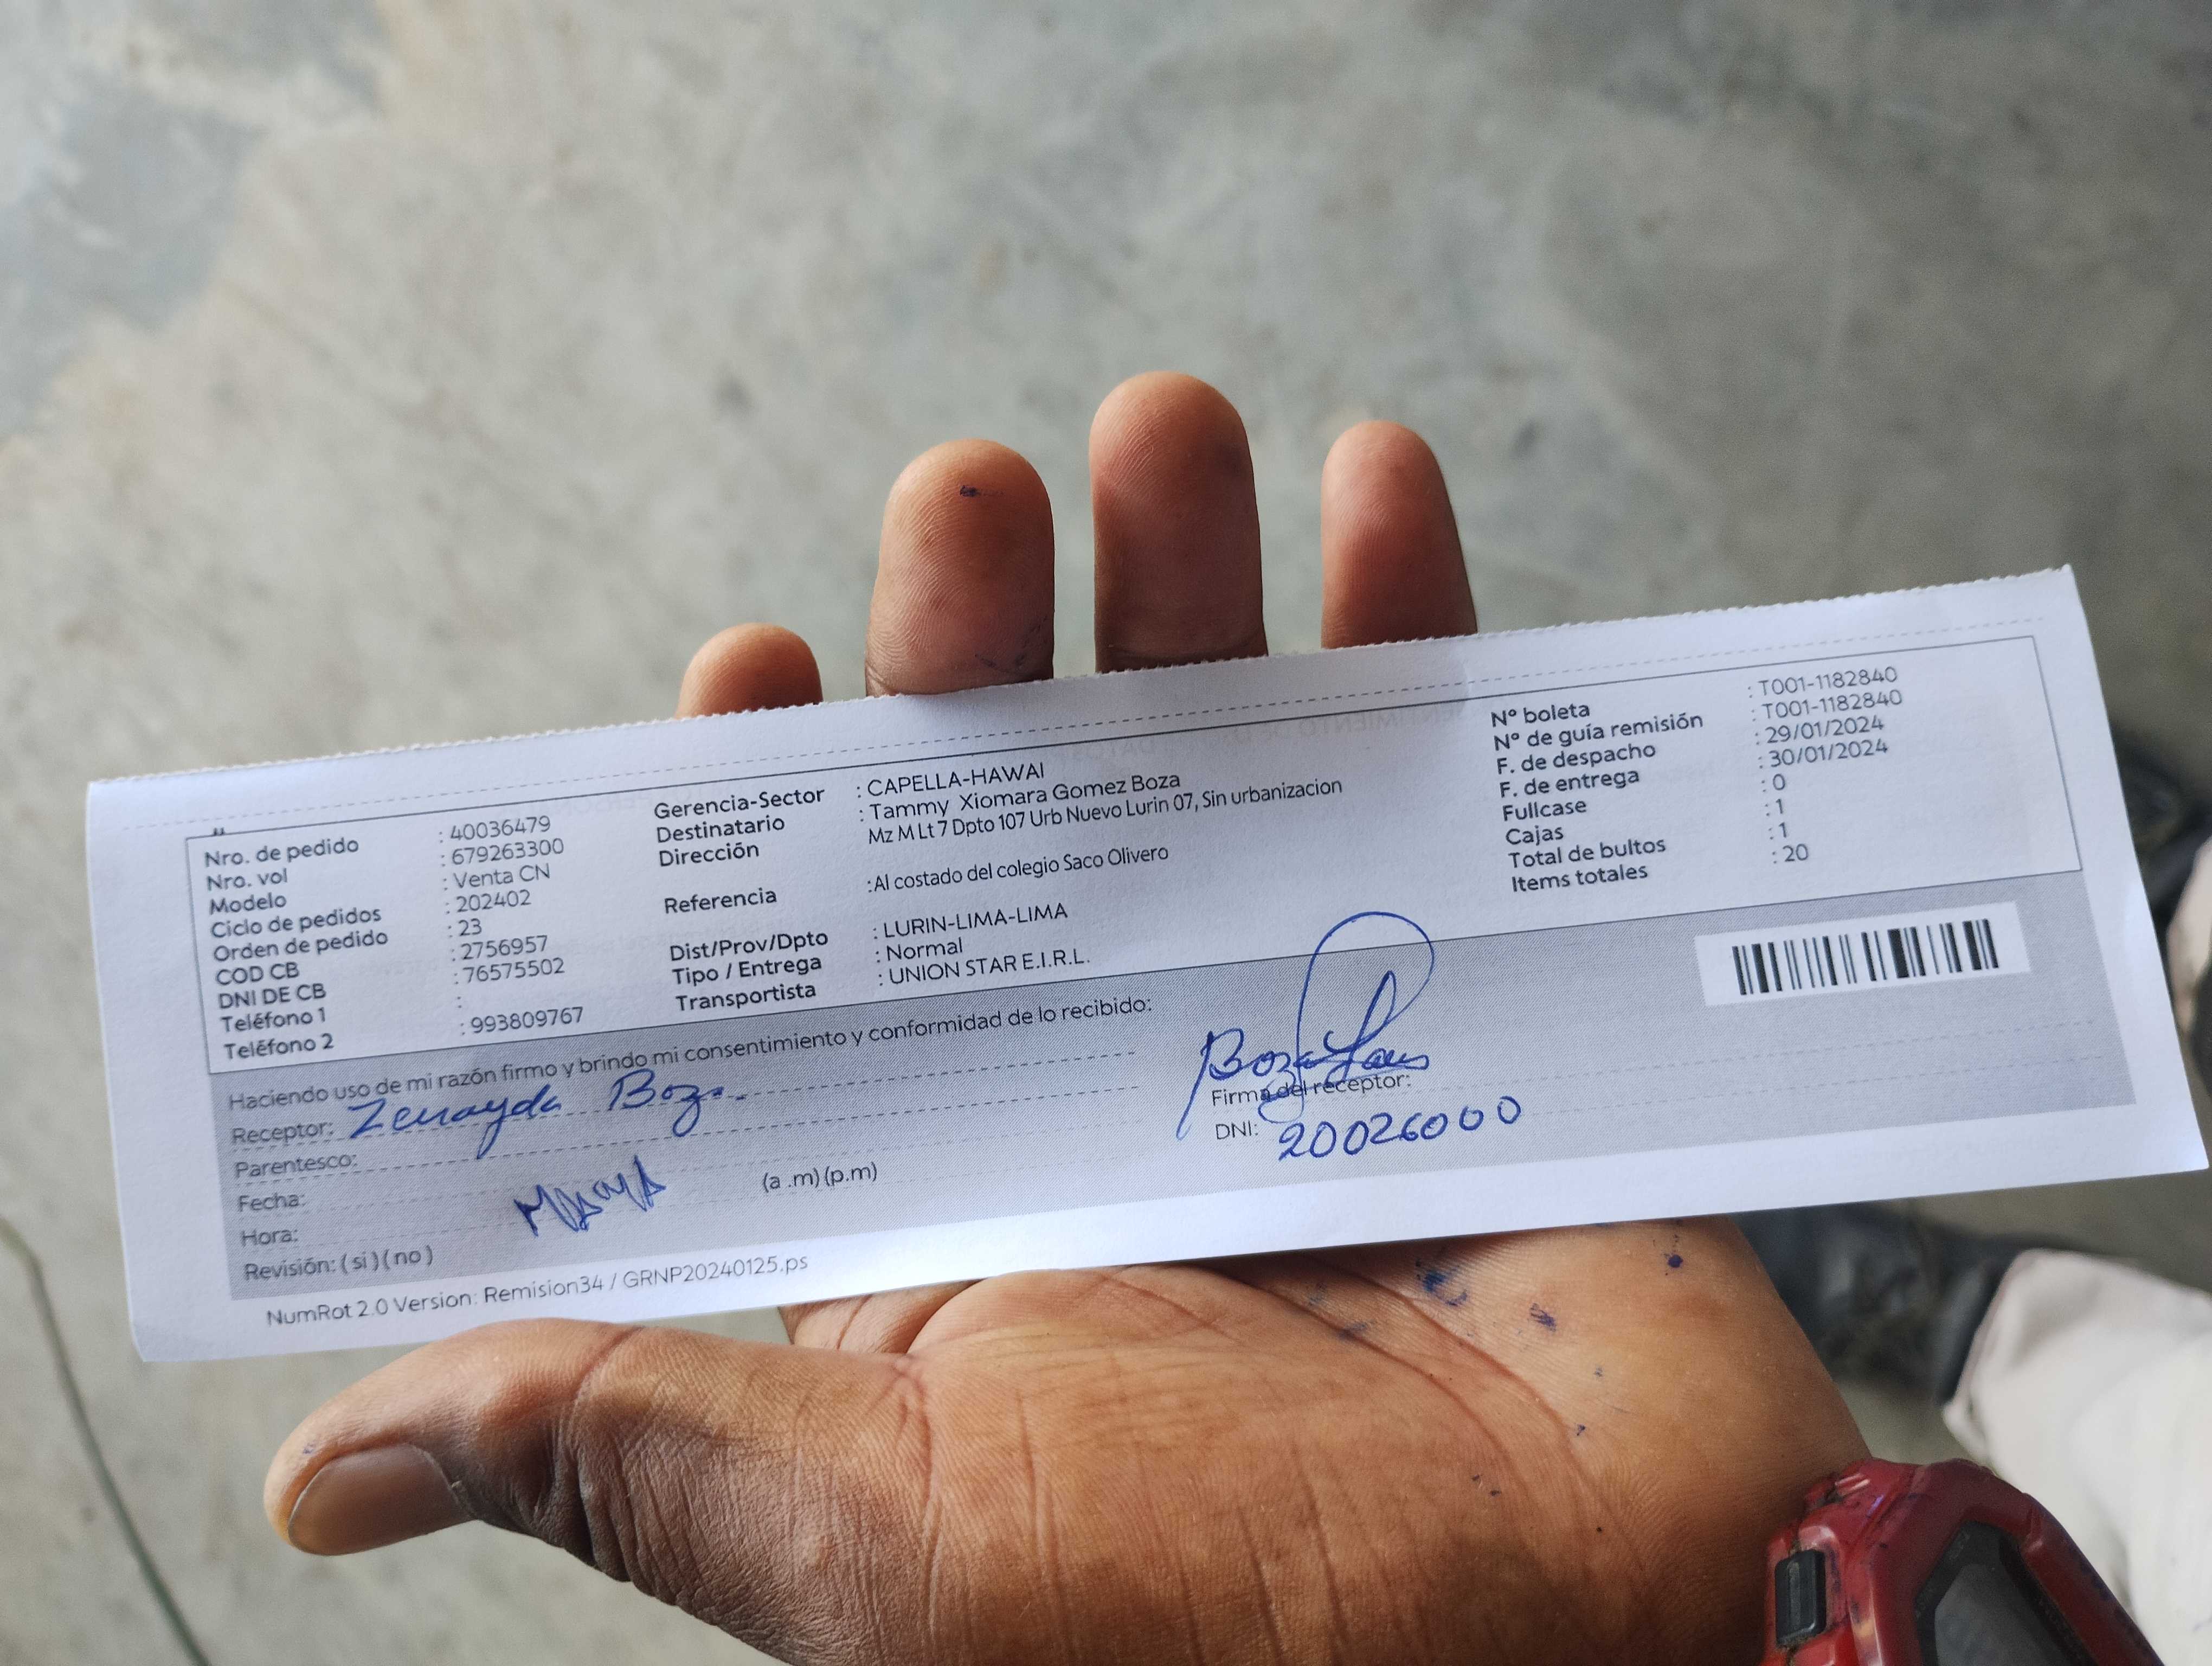 Nro. de pedido : 40036479
Nro. vol : 679263300
Modelo : Venta CN
Ciclo de pedidos : 202402
Orden de pedido : 23
COD CB : 2756957
DNI DE CB : 76575502
Teléfono 1 :
Teléfono 2 : 993809767
Gerencia-Sector : CAPELLA-HAWAI
Destinatario : Tammy Xiomara Gomez Boza
Dirección Mz M Lt 7 Dpto 107 Urb Nuevo Lurin 07, Sin urbanizacion
Referencia :Al costado del colegio Saco Olivero
Dist/Prov/Dpto : LURIN-LIMA-LIMA
Tipo / Entrega : Normal
Transportista : UNION STAR E.I.R.L.
N° boleta : T001-1182840
N° de guía remisión : T001-1182840
F. de despacho : 29/01/2024
F. de entrega : 30/01/2024
Fullcase : 0
Cajas : 1
Total de bultos : 1
Items totales : 20
Haciendo uso de mi razón firmo y brindo mi consentimiento y conformidad de lo recibido:
Receptor: Zenayda Boza
Parentesco:
Fecha:
Hora: (a .m) (p.m)
Revisión: ( si ) ( no )
Boza
Firma del receptor:
DNI: 20026000
NumRot 2.0 Version: Remision34 / GRNP20240125.ps